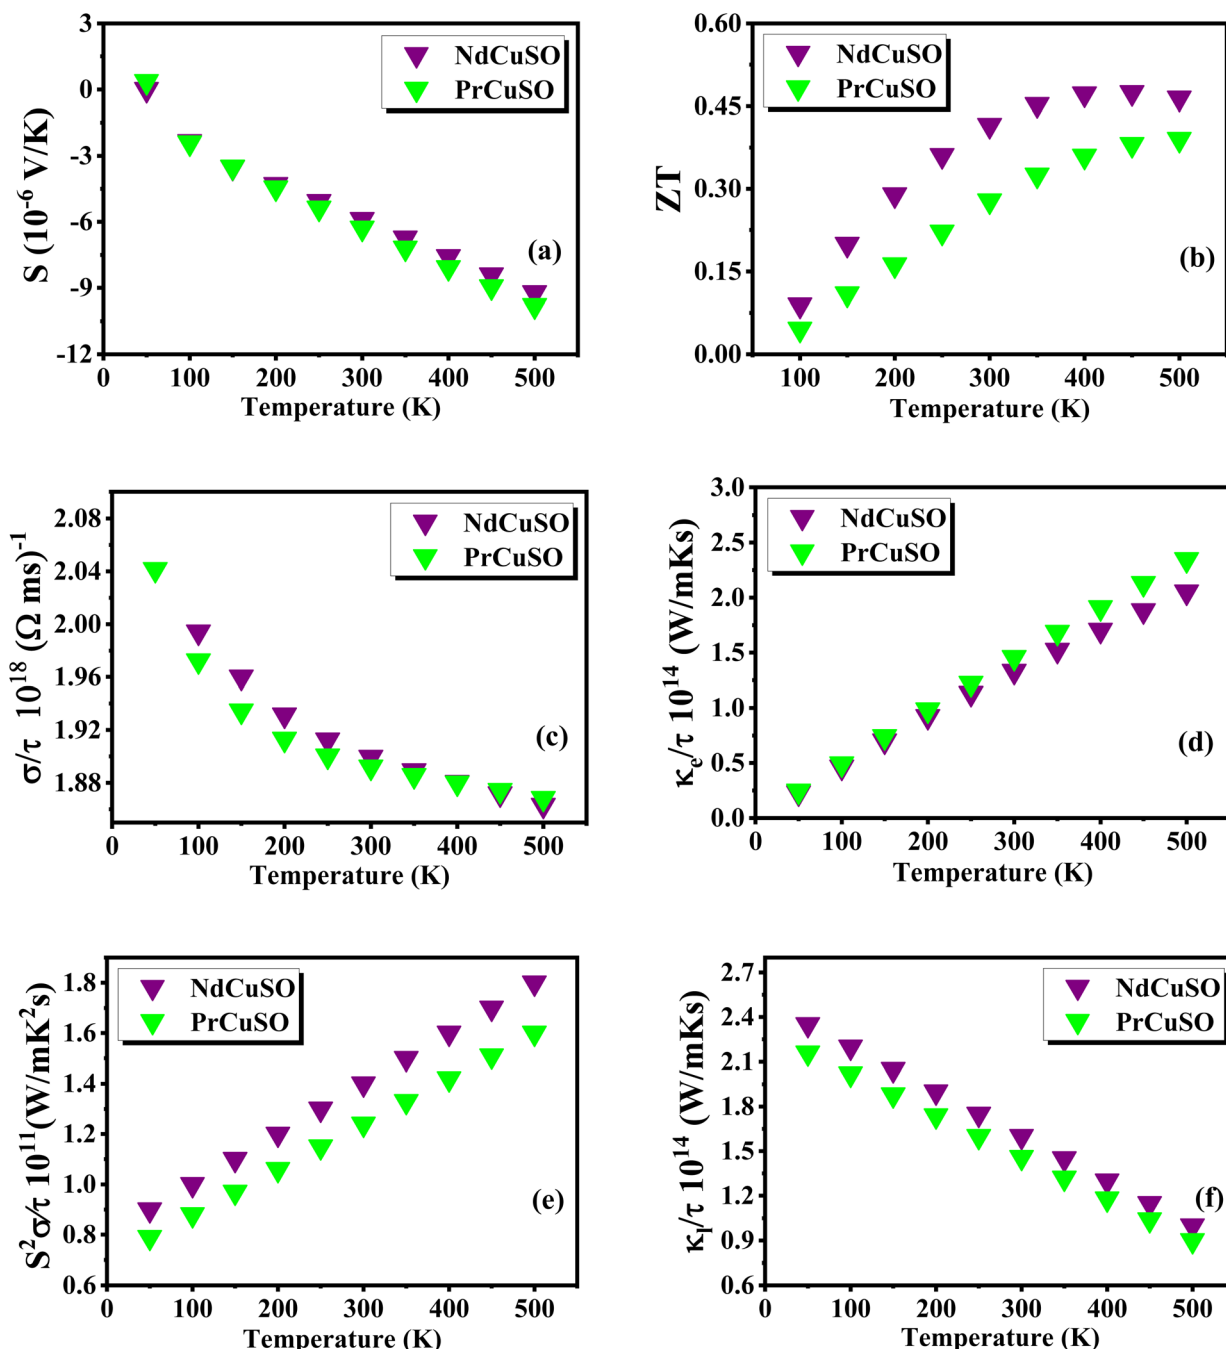 3
0
-3
-6
-9
-12
S (10⁻⁶ V/K)
NdCuSO
PrCuSO
(a)
0 100 200 300 400 500
Temperature (K)
0.60
0.45
0.30
0.15
0.00
ZT
NdCuSO
PrCuSO
(b)
100 150 200 250 300 350 400 450 500
Temperature (K)
2.08
2.04
2.00
1.96
1.92
1.88
σ/τ 10¹⁸ (Ω ms)⁻¹
NdCuSO
PrCuSO
(c)
0 100 200 300 400 500
Temperature (K)
3.0
2.5
2.0
1.5
1.0
0.5
0.0
κₑ/τ 10¹⁴ (W/mKs)
NdCuSO
PrCuSO
(d)
0 100 200 300 400 500
Temperature (K)
1.8
1.6
1.4
1.2
1.0
0.8
0.6
S²σ/τ 10¹¹(W/mK²s)
NdCuSO
PrCuSO
(e)
0 100 200 300 400 500
Temperature (K)
2.7
2.4
2.1
1.8
1.5
1.2
0.9
0.6
κₗ/τ 10¹⁴ (W/mKs)
NdCuSO
PrCuSO
(f)
0 100 200 300 400 500
Temperature (K)